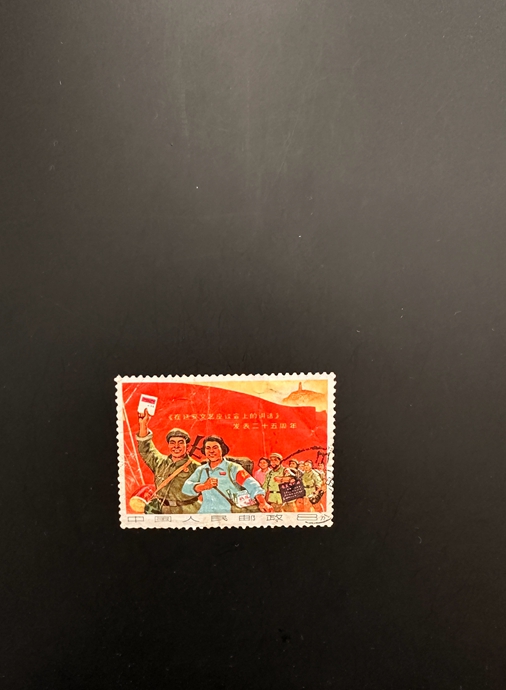 《在延安文艺座谈会上的讲话》
发表二十五周年
中国人民邮政
8分